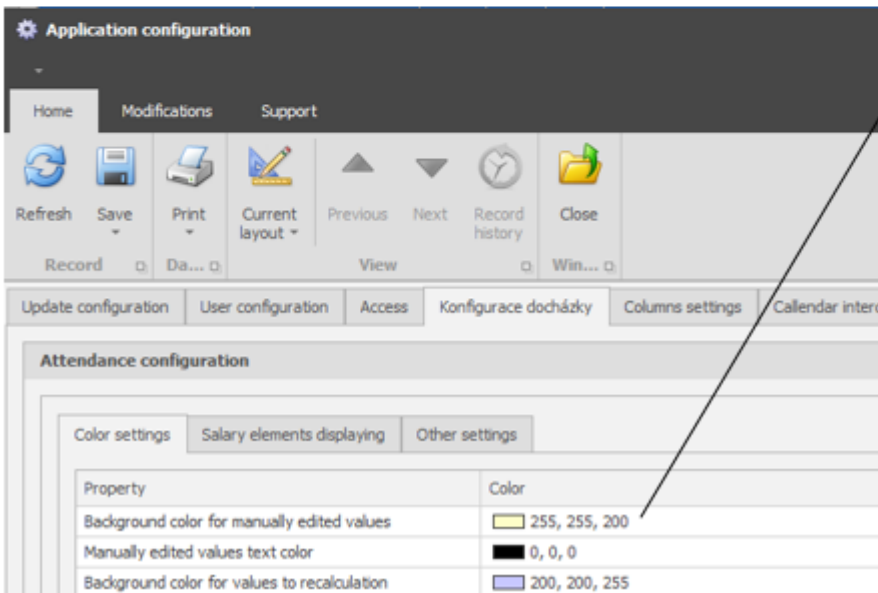 Application configuration
Home Modifications Support
Refresh Save Print Current layout Previous Next Record history Close
Record Da... View Win...
Update configuration User configuration Access Konfigurace docházky Columns settings Callendar
Attendance configuration
Color settings Salary elements displaying Other settings
Property Color
Background color for manually edited values 255, 255, 200
Manually edited values text color 0, 0, 0
Background color for values to recalculation 200, 200, 255